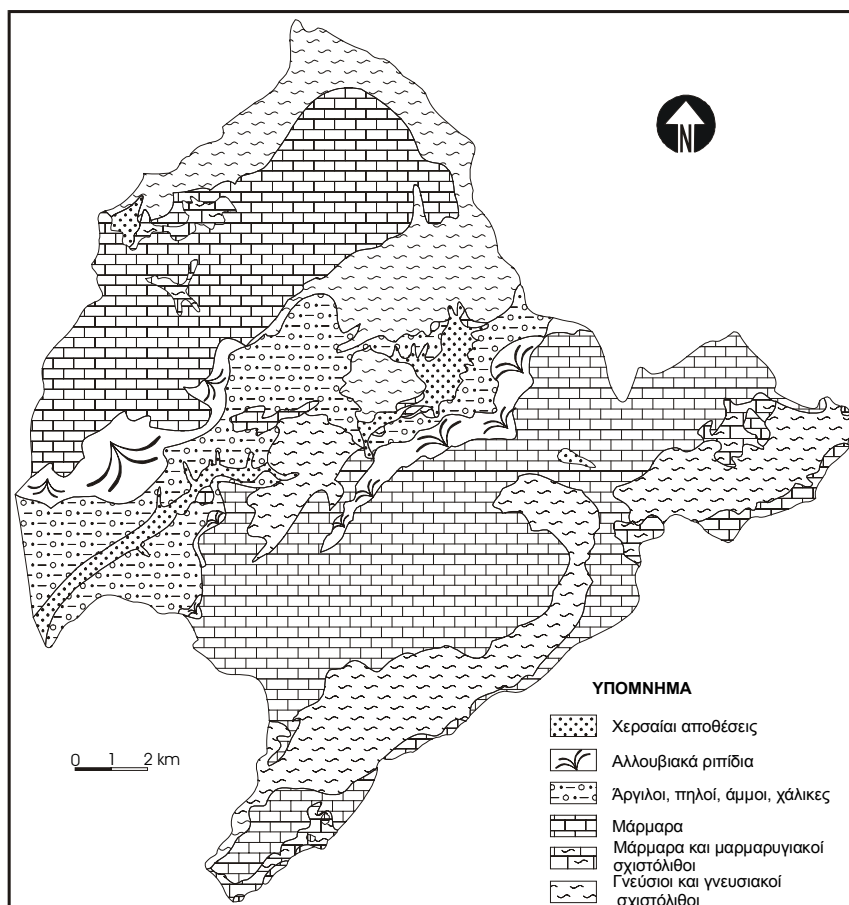 N
ΥΠΟΜΝΗΜΑ
Χερσαίαι αποθέσεις
Αλλουβιακά ριπίδια
Άργιλοι, πηλοί, άμμοι, χάλικες
Μάρμαρα
Μάρμαρα και μαρμαρυγιακοί
σχιστόλιθοι
Γνεύσιοι και γνευσιακοί
σχιστόλιθοι
0 1 2 km